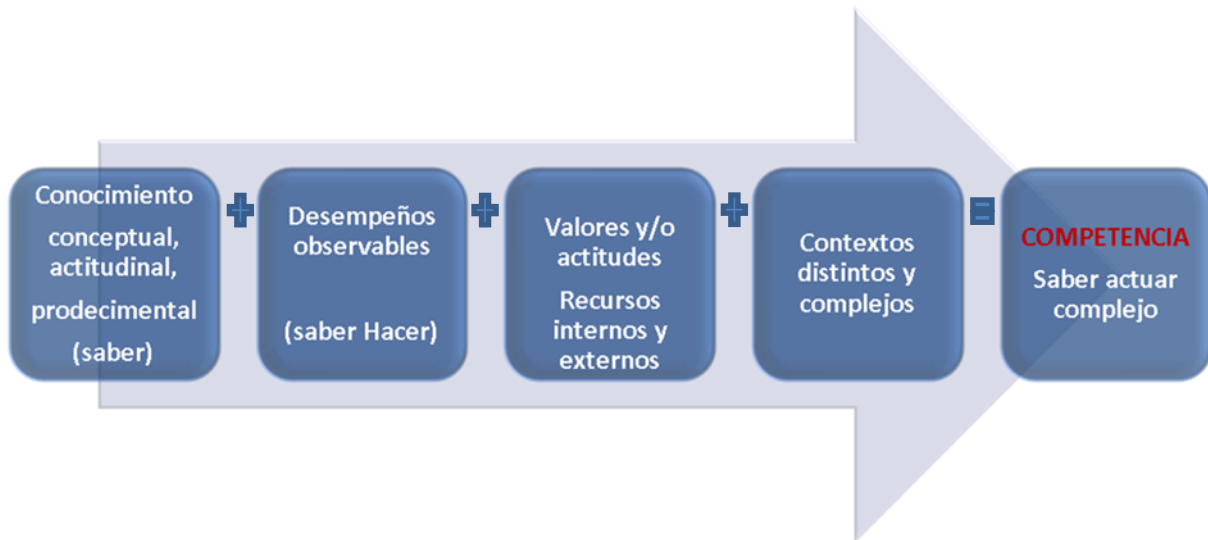 Conocimiento
conceptual,
actitudinal,
prodecimental
(saber)
Desempeños
observables
(saber Hacer)
Valores y/o
actitudes
Recursos
internos y
externos
Contextos
distintos y
complejos
COMPETENCIA
Saber actuar
complejo